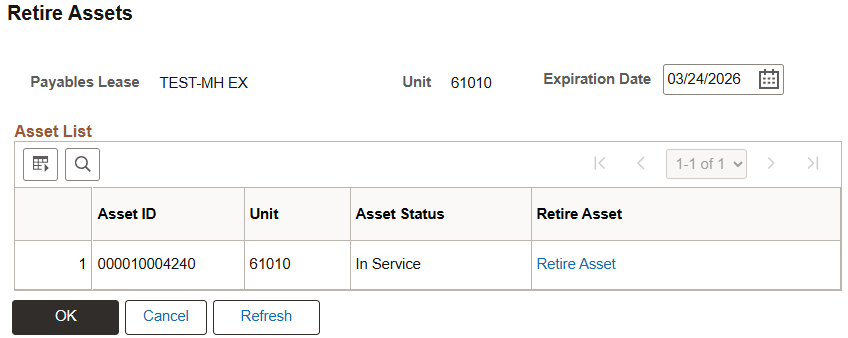 Retire Assets
Payables Lease TEST-MH EX Unit 61010 Expiration Date 03/24/2026
Asset List
1-1 of 1
Asset ID Unit Asset Status Retire Asset
1 000010004240 61010 In Service Retire Asset
OK Cancel Refresh